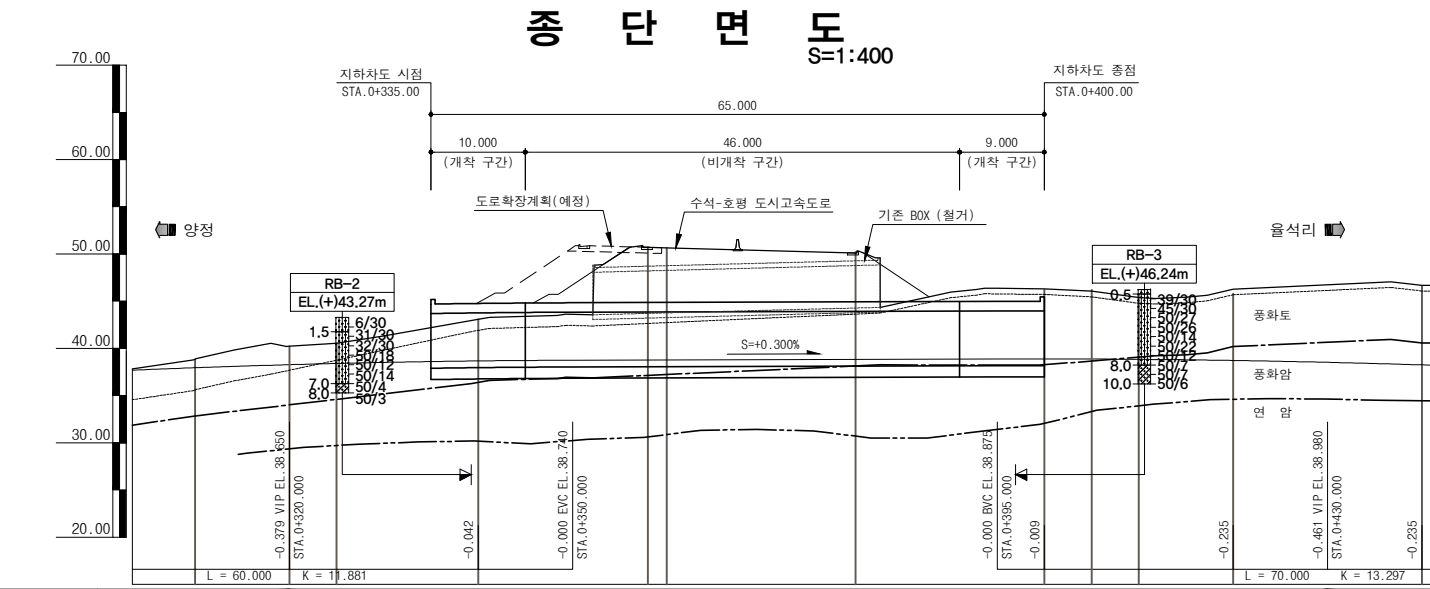 종 단 면 도
S=1:400
70.00
60.00
50.00
40.00
30.00
20.00
지하차도 시점
STA.0+335.00
지하차도 종점
STA.0+400.00
65.000
10.000
(개착 구간)
46.000
(비개착 구간)
9.000
(개착 구간)
도로확장계획(예정)
수석-호평 도시고속도로
기존 BOX (철거)
양정
율석리
RB-2
EL.(+)43.27m
1.5
7.0
8.0
6/30
31/30
32/30
50/18
50/12
50/14
50/4
50/3
RB-3
EL.(+)46.24m
0.5
8.0
10.0
39/30
45/30
50/27
50/26
50/14
50/22
50/12
50/7
50/7
50/6
S=+0.300%
풍화토
풍화암
연 암
-0.379 VIP EL.38.650
STA.0+320.000
-0.042
-0.000 EVC EL.38.740
STA.0+350.000
-0.000 BVC EL.38.875
STA.0+395.000
-0.009
-0.235
-0.461 VIP EL.38.980
STA.0+430.000
-0.235
L = 60.000 K = 11.881
L = 70.000 K = 13.297